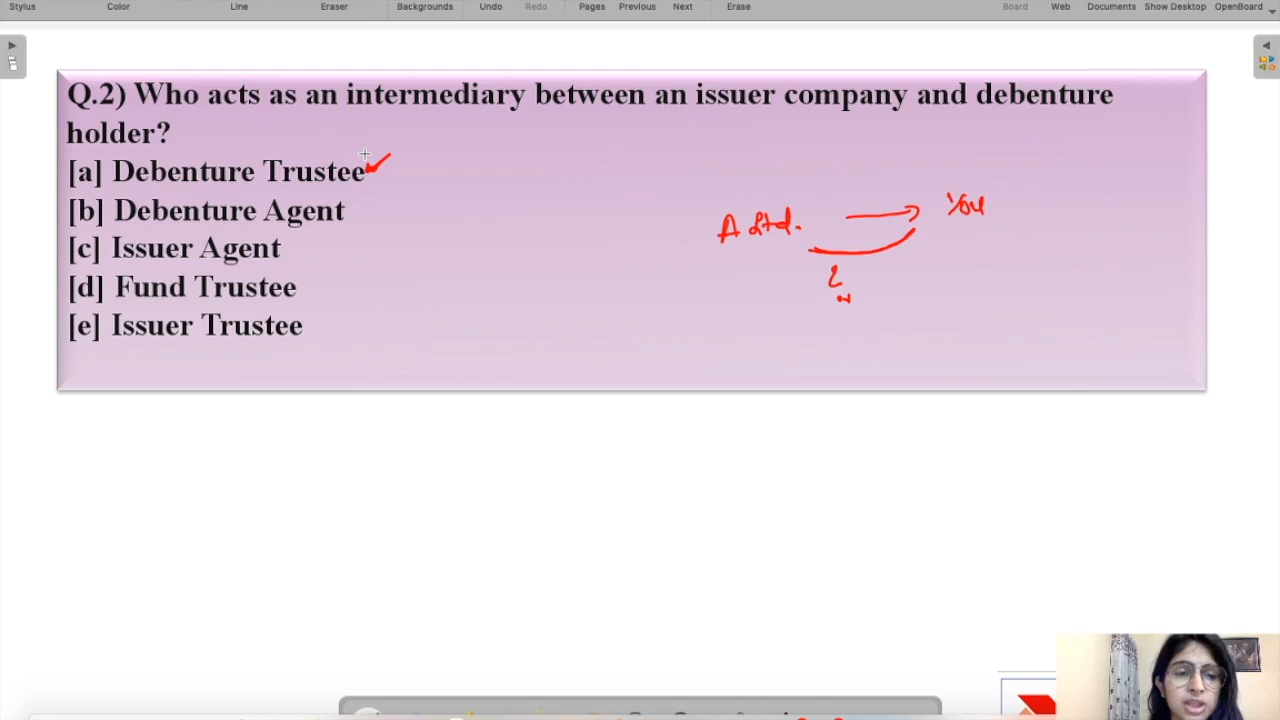 Stylus Color Line Eraser Backgrounds Undo Redo Pages Previous Next Erase Board Web Documents Show Desktop OpenBoard
Q.2) Who acts as an intermediary between an issuer company and debenture
holder?
[a] Debenture Trustee
[b] Debenture Agent
[c] Issuer Agent
[d] Fund Trustee
[e] Issuer Trustee
A Ltd. You